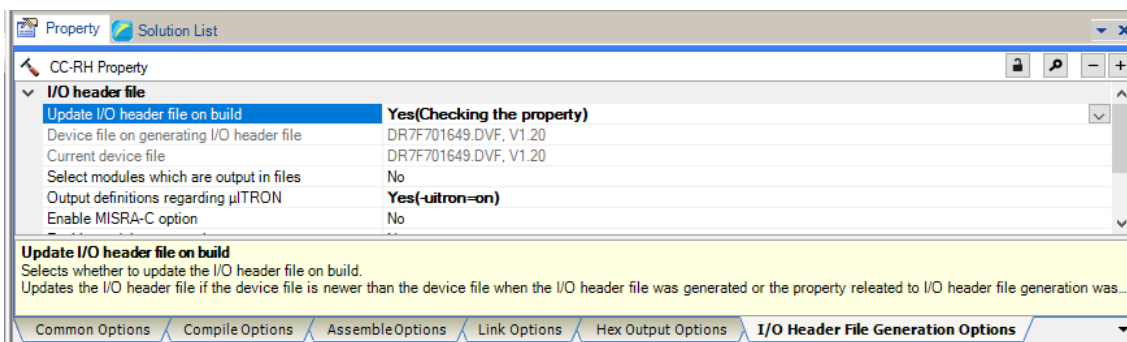 Property Solution List
CC-RH Property
I/O header file
Update I/O header file on build Yes(Checking the property)
Device file on generating I/O header file DR7F701649.DVF, V1.20
Current device file DR7F701649.DVF, V1.20
Select modules which are output in files No
Output definitions regarding µITRON Yes(-uitron=on)
Enable MISRA-C option No
Update I/O header file on build
Selects whether to update the I/O header file on build.
Updates the I/O header file if the device file is newer than the device file when the I/O header file was generated or the property releated to I/O header file generation was...
Common Options Compile Options Assemble Options Link Options Hex Output Options I/O Header File Generation Options